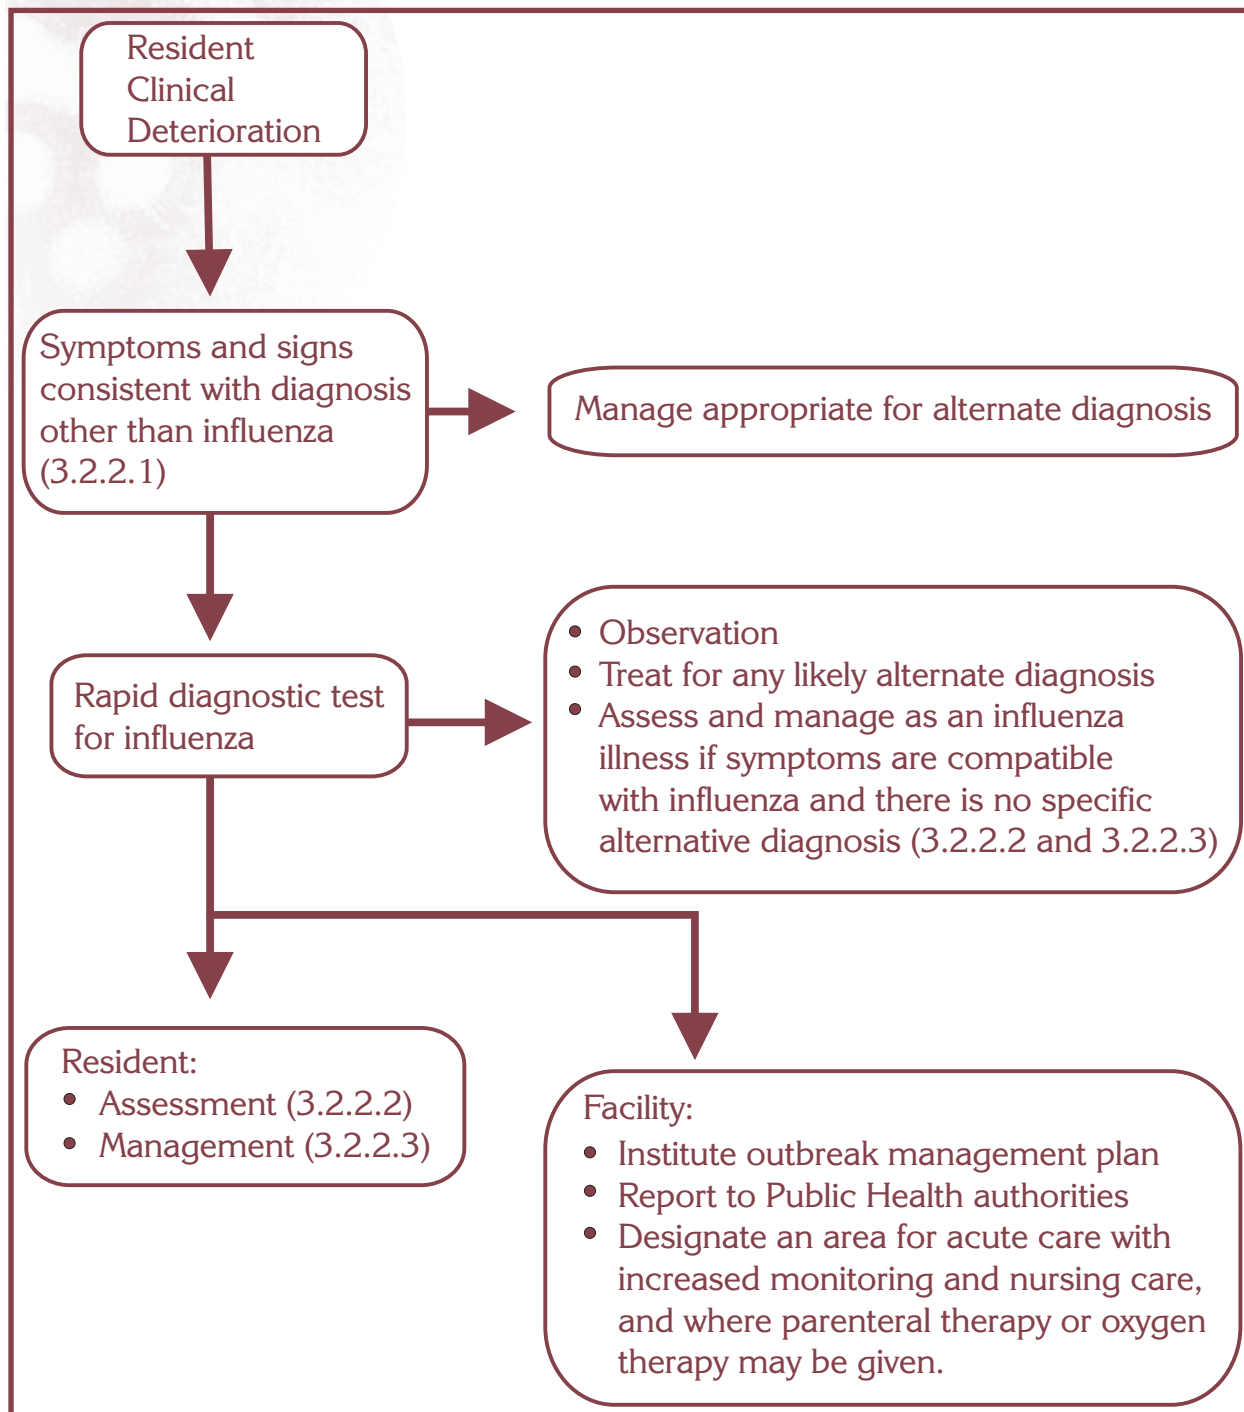 Resident
Clinical
Deterioration
Symptoms and signs
consistent with diagnosis
other than influenza
(3.2.2.1)
Manage appropriate for alternate diagnosis
Rapid diagnostic test
for influenza
• Observation
• Treat for any likely alternate diagnosis
• Assess and manage as an influenza
illness if symptoms are compatible
with influenza and there is no specific
alternative diagnosis (3.2.2.2 and 3.2.2.3)
Resident:
• Assessment (3.2.2.2)
• Management (3.2.2.3)
Facility:
• Institute outbreak management plan
• Report to Public Health authorities
• Designate an area for acute care with
increased monitoring and nursing care,
and where parenteral therapy or oxygen
therapy may be given.